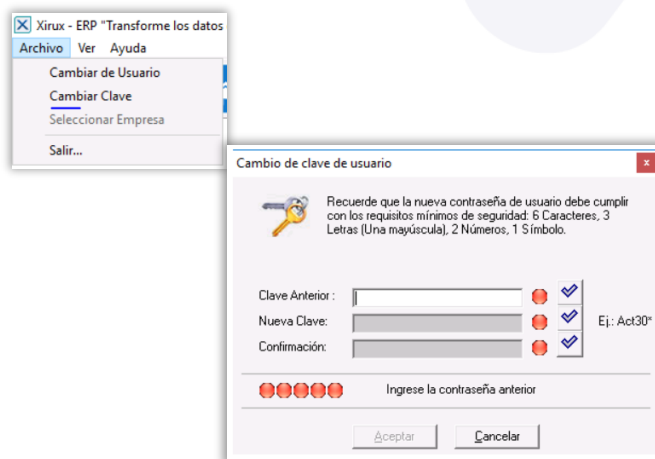 Xirux - ERP "Transforme los datos
Archivo Ver Ayuda
Cambiar de Usuario
Cambiar Clave
Seleccionar Empresa
Salir...
Cambio de clave de usuario
x
Recuerde que la nueva contraseña de usuario debe cumplir
con los requisitos mínimos de seguridad: 6 Caracteres, 3
Letras (Una mayúscula), 2 Números, 1 Símbolo.
Clave Anterior :
Nueva Clave:
Ej.: Act30*
Confirmación:
Ingrese la contraseña anterior
Aceptar
Cancelar